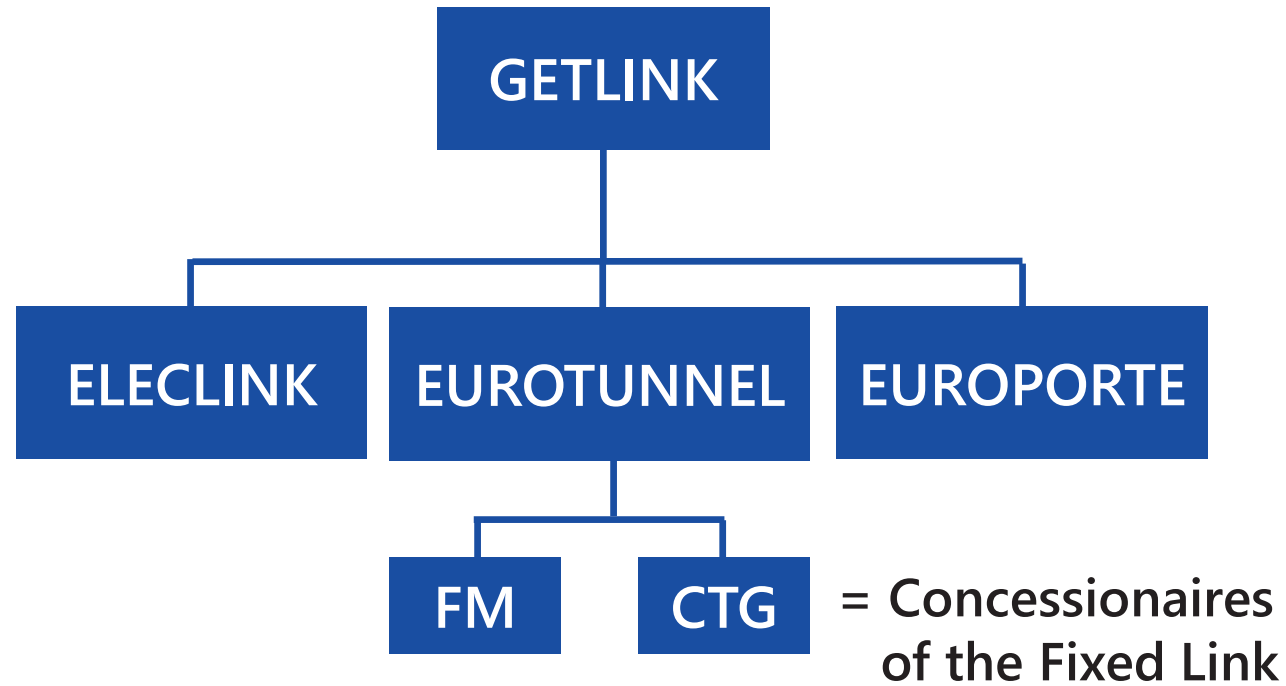 GETLINK
ELECLINK
EUROTUNNEL
EUROPORTE
FM
CTG
= Concessionaires
of the Fixed Link